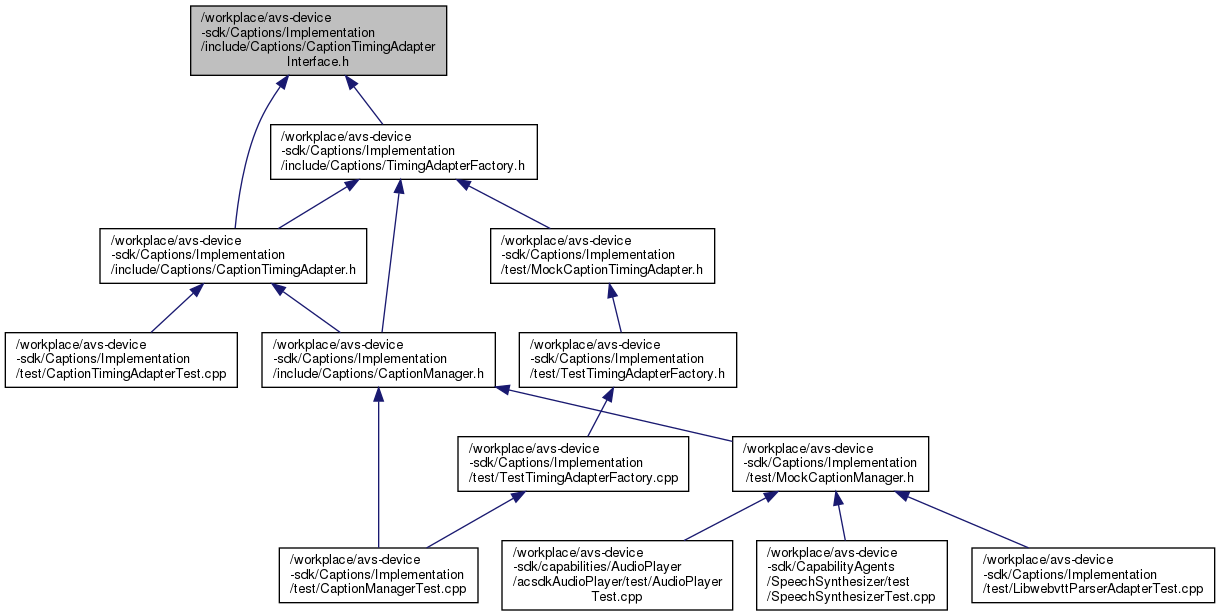 /workplace/avs-device
-sdk/Captions/Implementation
/include/Captions/CaptionTimingAdapter
Interface.h
/workplace/avs-device
-sdk/Captions/Implementation
/include/Captions/TimingAdapterFactory.h
/workplace/avs-device
-sdk/Captions/Implementation
/include/Captions/CaptionTimingAdapter.h
/workplace/avs-device
-sdk/Captions/Implementation
/test/MockCaptionTimingAdapter.h
/workplace/avs-device
-sdk/Captions/Implementation
/test/CaptionTimingAdapterTest.cpp
/workplace/avs-device
-sdk/Captions/Implementation
/include/Captions/CaptionManager.h
/workplace/avs-device
-sdk/Captions/Implementation
/test/TestTimingAdapterFactory.h
/workplace/avs-device
-sdk/Captions/Implementation
/test/TestTimingAdapterFactory.cpp
/workplace/avs-device
-sdk/Captions/Implementation
/test/MockCaptionManager.h
/workplace/avs-device
-sdk/Captions/Implementation
/test/CaptionManagerTest.cpp
/workplace/avs-device
-sdk/capabilities/AudioPlayer
/acsdkAudioPlayer/test/AudioPlayer
Test.cpp
/workplace/avs-device
-sdk/CapabilityAgents
/SpeechSynthesizer/test
/SpeechSynthesizerTest.cpp
/workplace/avs-device
-sdk/Captions/Implementation
/test/LibwebvttParserAdapterTest.cpp